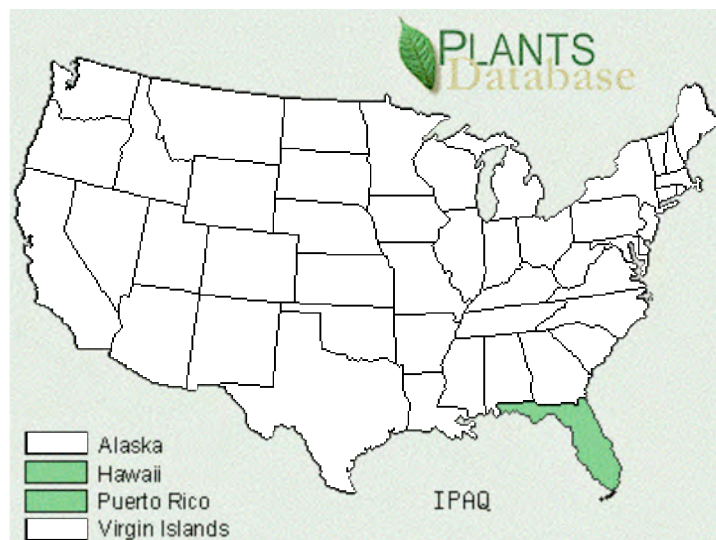 PLANTS
Database
Alaska
Hawaii
Puerto Rico
Virgin Islands
IPAQ